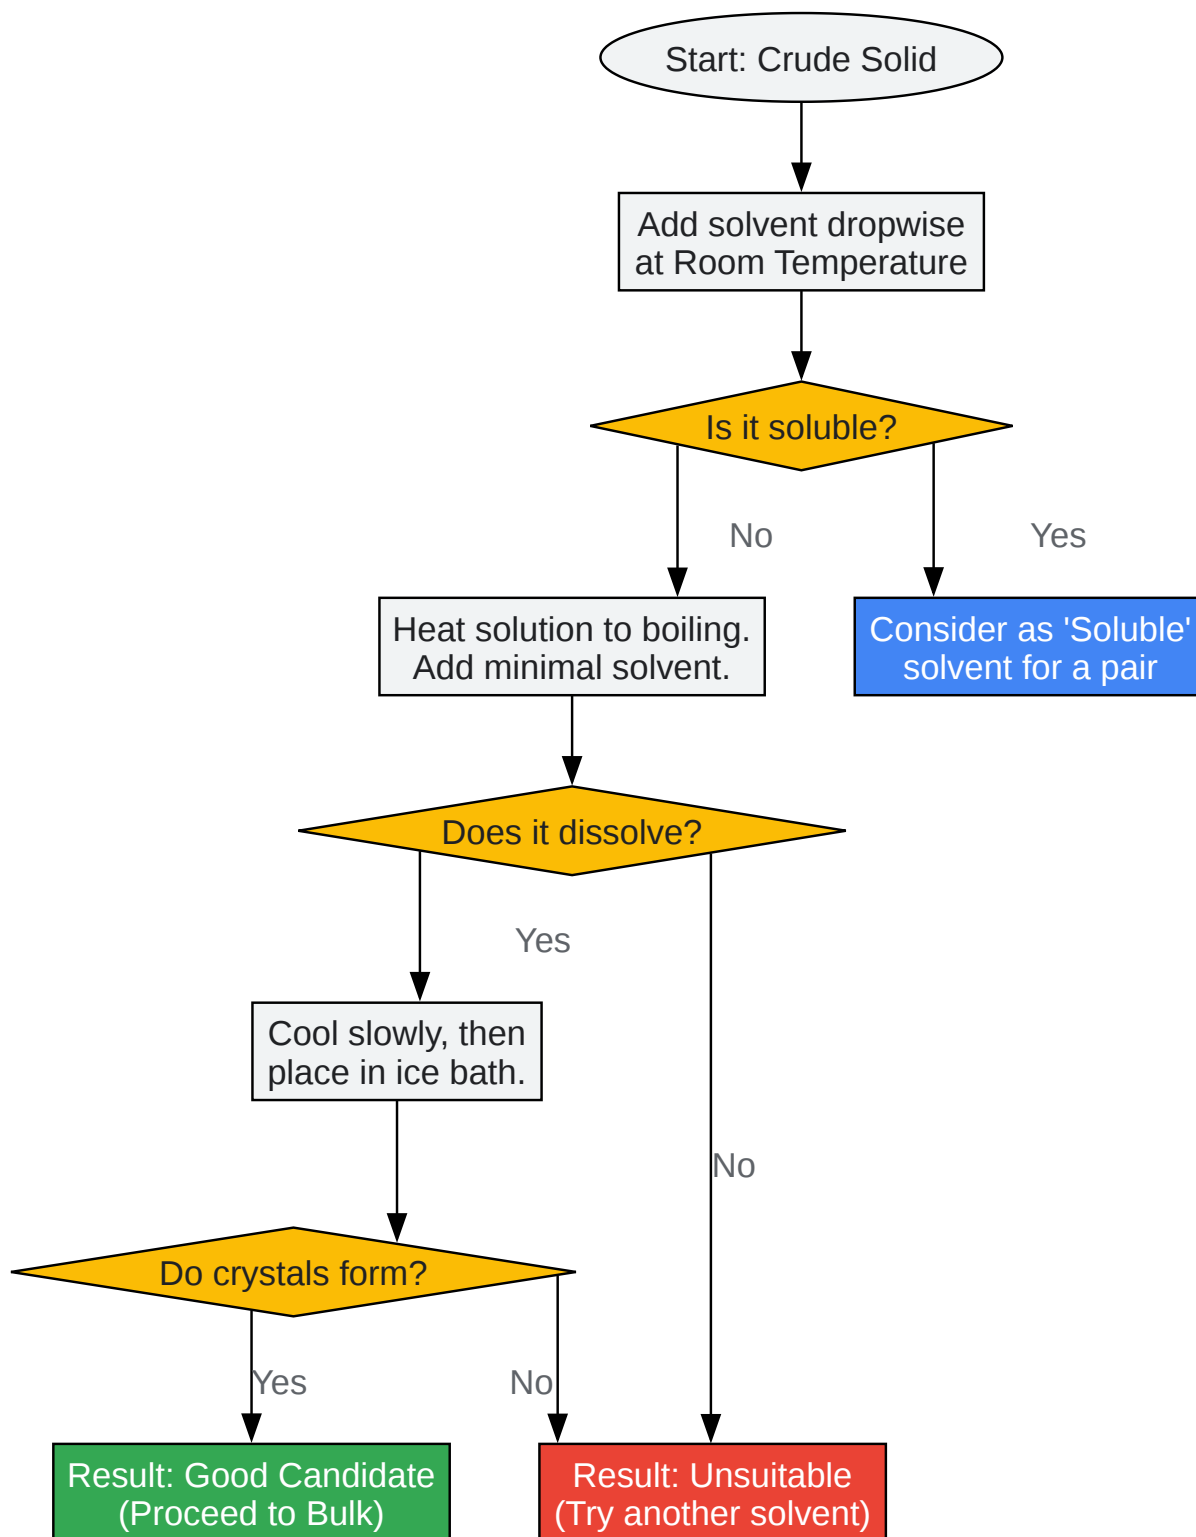 Start: Crude Solid
Add solvent dropwise
at Room Temperature
Is it soluble?
No
Yes
Heat solution to boiling.
Add minimal solvent.
Consider as 'Soluble'
solvent for a pair
Does it dissolve?
Yes
Cool slowly, then
place in ice bath.
No
Do crystals form?
Yes
No
Result: Good Candidate
(Proceed to Bulk)
Result: Unsuitable
(Try another solvent)